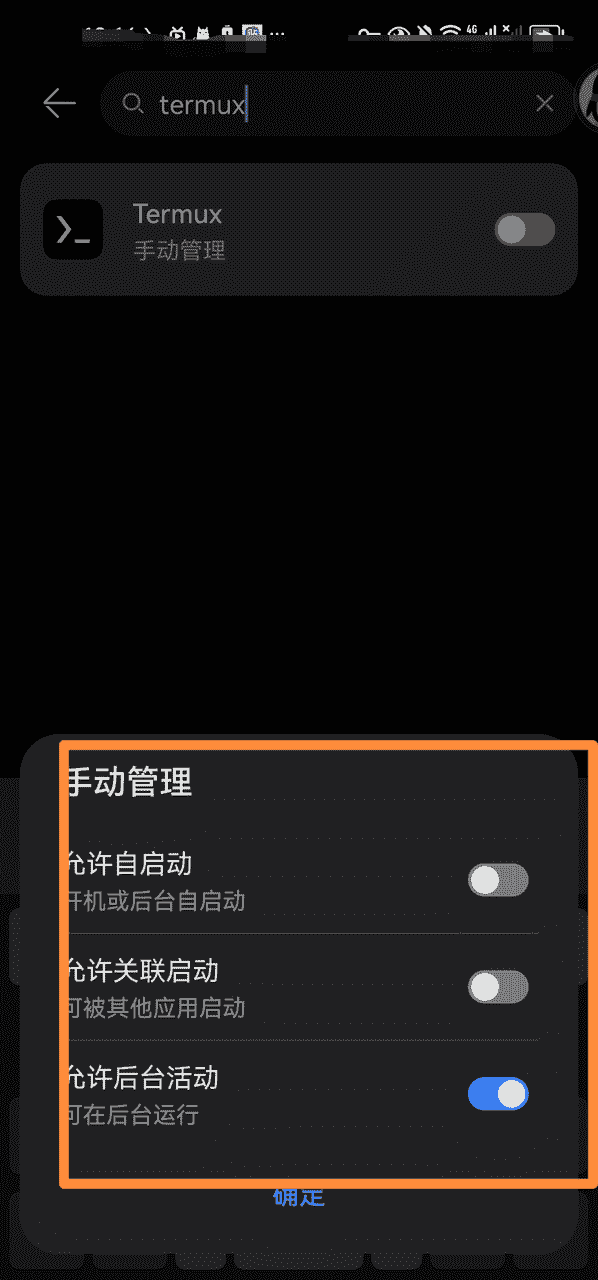 4G
termux
Termux
手动管理
手动管理
允许自启动
开机或后台自启动
允许关联启动
可被其他应用启动
允许后台活动
可在后台运行
确定